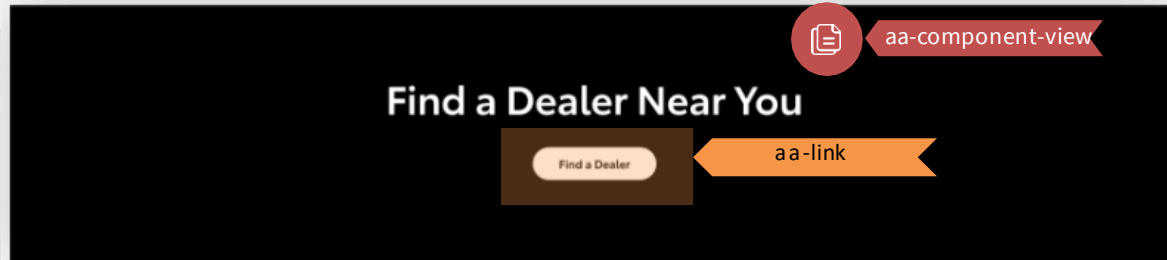 aa-component-view
Find a Dealer Near You
Find a Dealer
aa-link